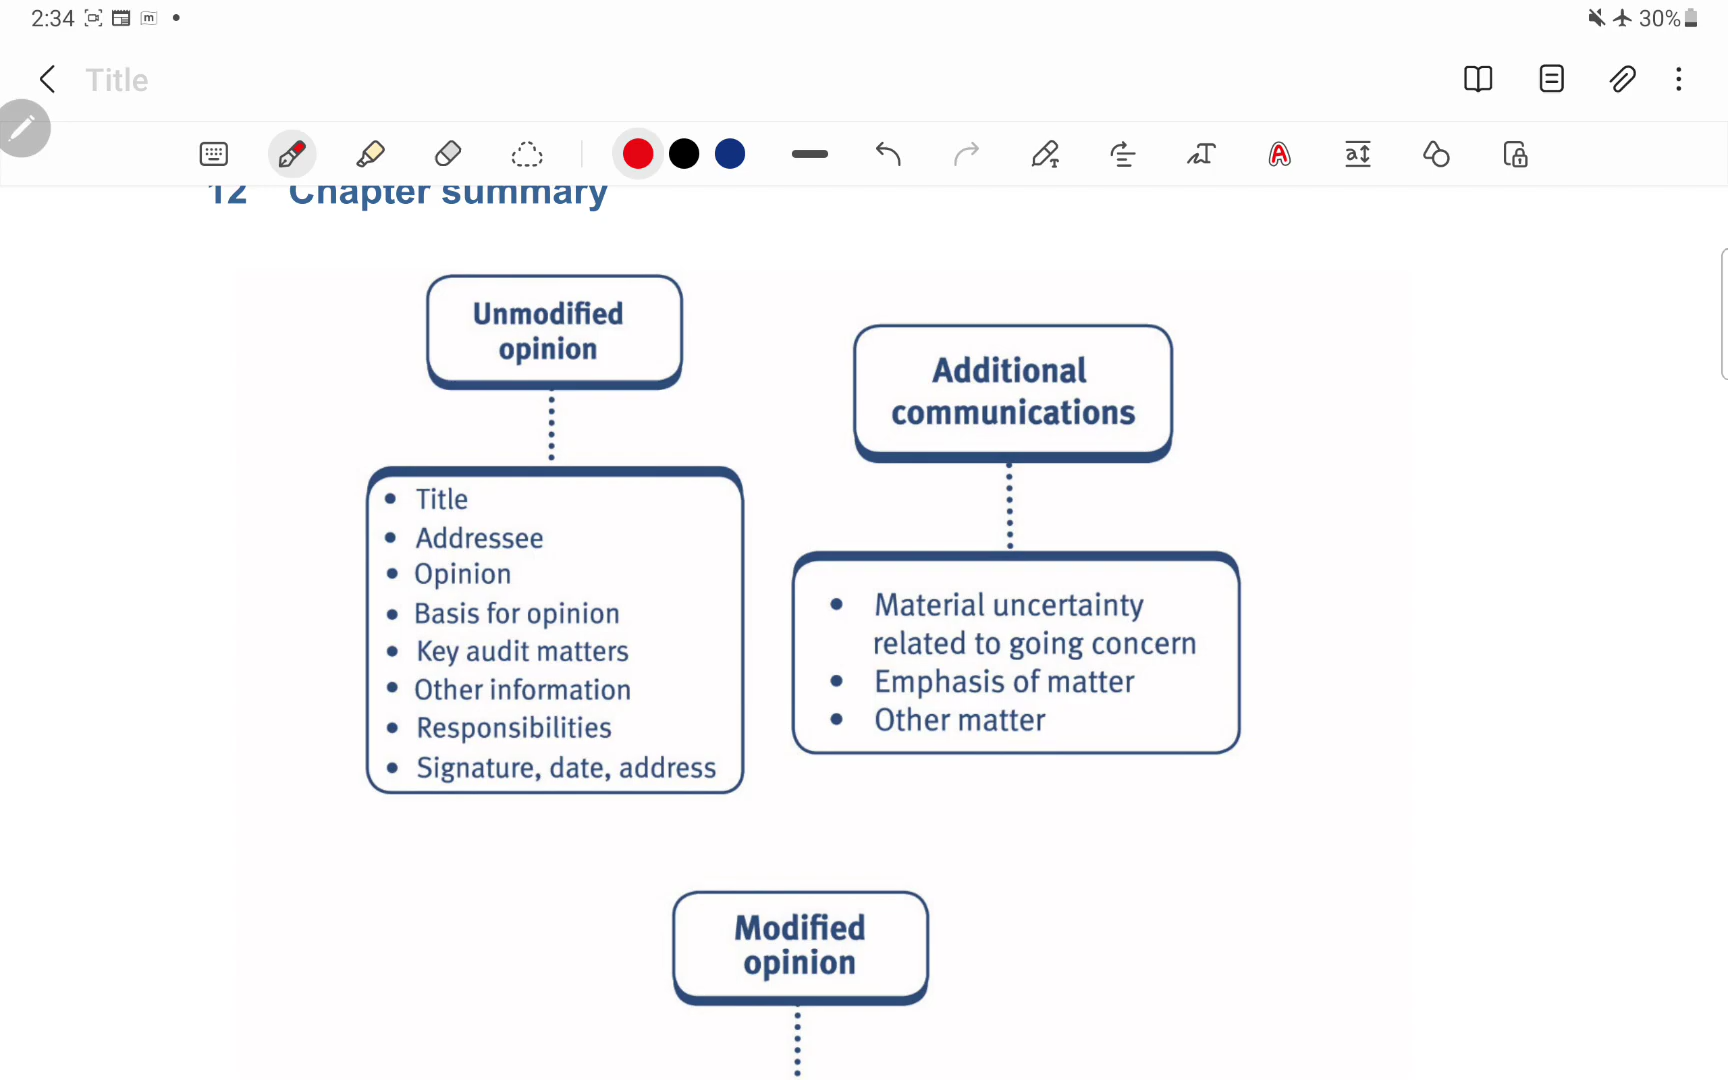 2:34
30%
Title
12 Chapter summary
Unmodified
opinion
• Title
• Addressee
• Opinion
• Basis for opinion
• Key audit matters
• Other information
• Responsibilities
• Signature, date, address
Additional
communications
• Material uncertainty
related to going concern
• Emphasis of matter
• Other matter
Modified
opinion